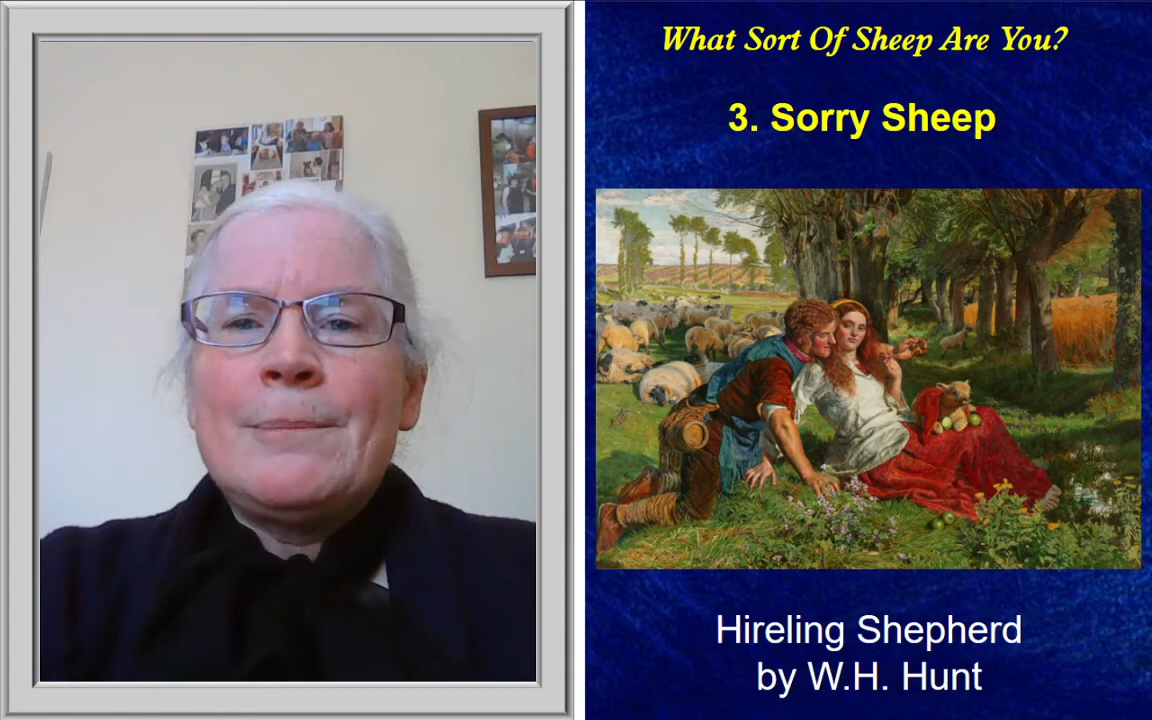 What Sort Of Sheep Are You?
3. Sorry Sheep
Hireling Shepherd
by W.H. Hunt